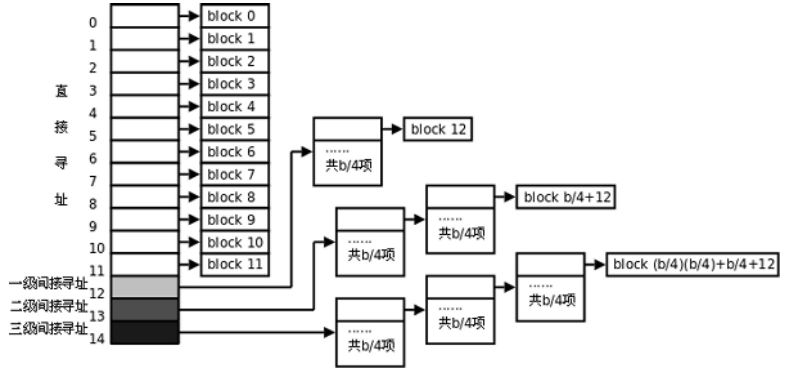 0
1
2
3
4
5
6
7
8
9
10
11
12
13
14
直接寻址
一级间接寻址
二级间接寻址
三级间接寻址
block 0
block 1
block 2
block 3
block 4
block 5
block 6
block 7
block 8
block 9
block 10
block 11
......
共b/4项
block 12
......
共b/4项
......
共b/4项
block b/4+12
......
共b/4项
......
共b/4项
......
共b/4项
block (b/4)(b/4)+b/4+12